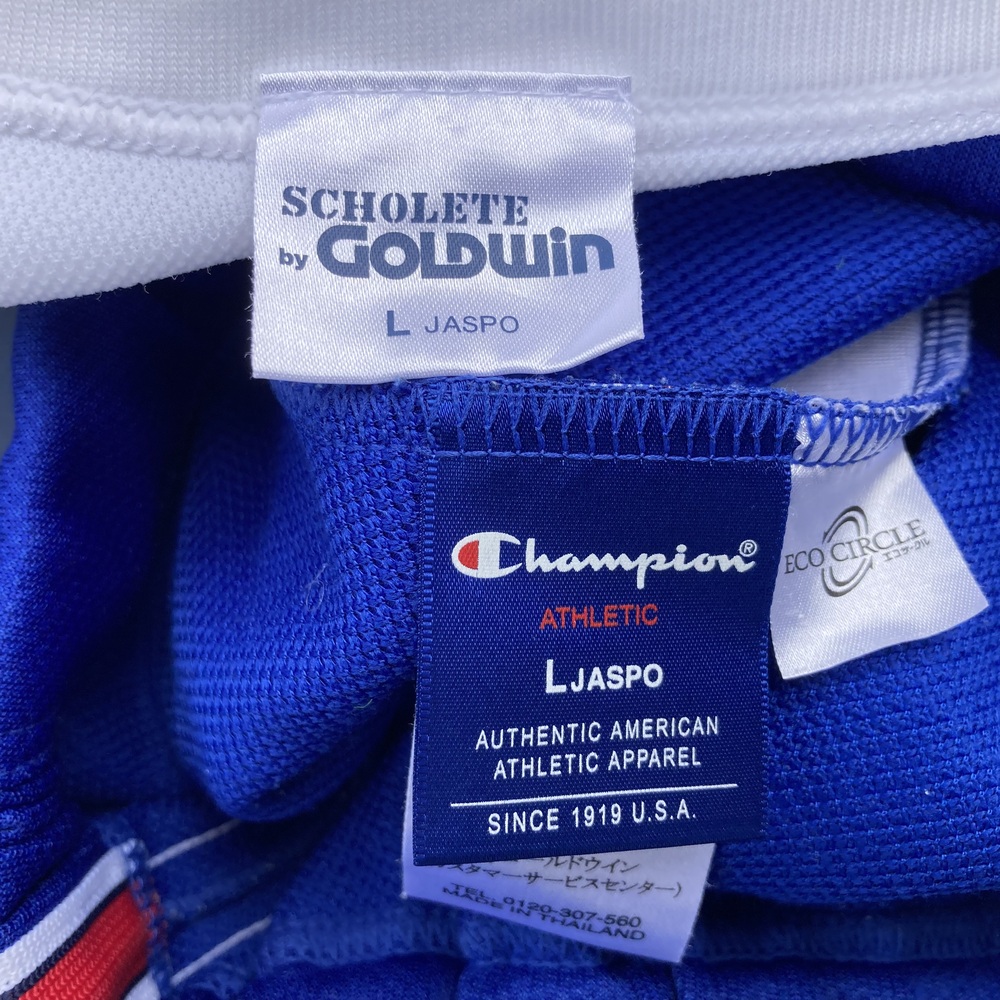 SCHOLETE
by GOLDWIN
L JASPO
Champion®
ATHLETIC
L JASPO
AUTHENTIC AMERICAN
ATHLETIC APPAREL
SINCE 1919 U.S.A.
ECO CIRCLE
エコサークル
ールドウイン
スタマーサービスセンター)
TEL 0120-307-560
MADE IN THAILAND